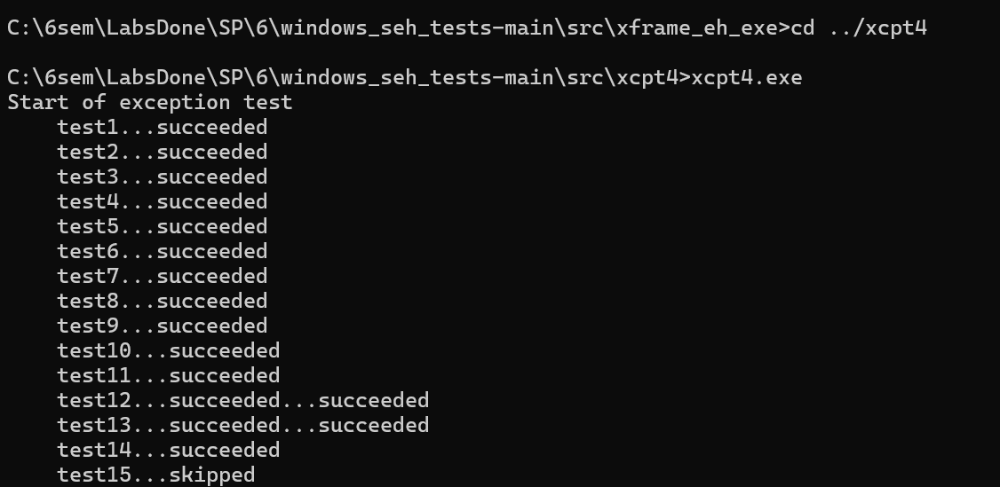 C:\6sem\LabsDone\SP\6\windows_seh_tests-main\src\xframe_eh_exe>cd ../xcpt4
C:\6sem\LabsDone\SP\6\windows_seh_tests-main\src\xcpt4>xcpt4.exe
Start of exception test
    test1...succeeded
    test2...succeeded
    test3...succeeded
    test4...succeeded
    test5...succeeded
    test6...succeeded
    test7...succeeded
    test8...succeeded
    test9...succeeded
    test10...succeeded
    test11...succeeded
    test12...succeeded...succeeded
    test13...succeeded...succeeded
    test14...succeeded
    test15...skipped